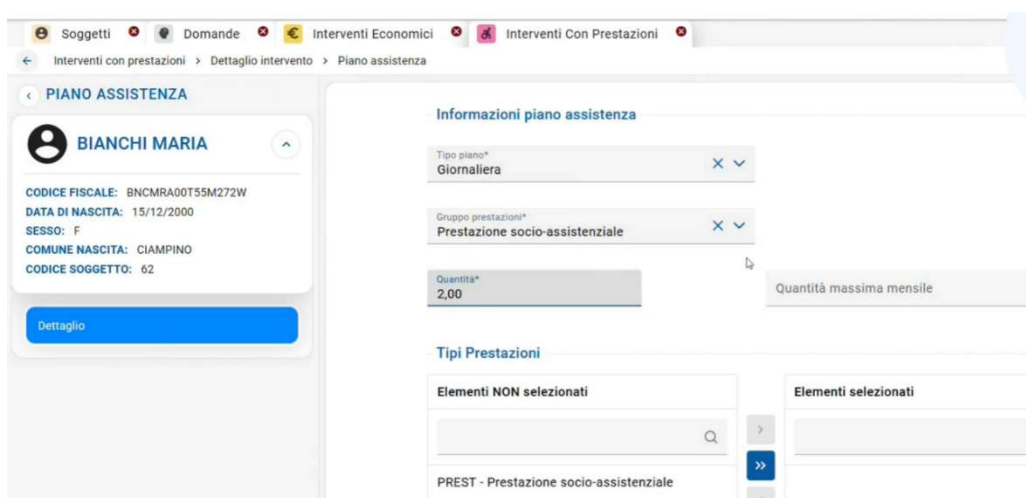 Soggetti Domande Interventi Economici Interventi Con Prestazioni
Interventi con prestazioni > Dettaglio intervento > Piano assistenza
PIANO ASSISTENZA
BIANCHI MARIA
CODICE FISCALE: BNCMRA00T55M272W
DATA DI NASCITA: 15/12/2000
SESSO: F
COMUNE NASCITA: CIAMPINO
CODICE SOGGETTO: 62
Dettaglio
Informazioni piano assistenza
Tipo piano*
Giornaliera
Gruppo prestazioni*
Prestazione socio-assistenziale
Quantità*
2,00
Quantità massima mensile
Tipi Prestazioni
Elementi NON selezionati
Elementi selezionati
PREST - Prestazione socio-assistenziale